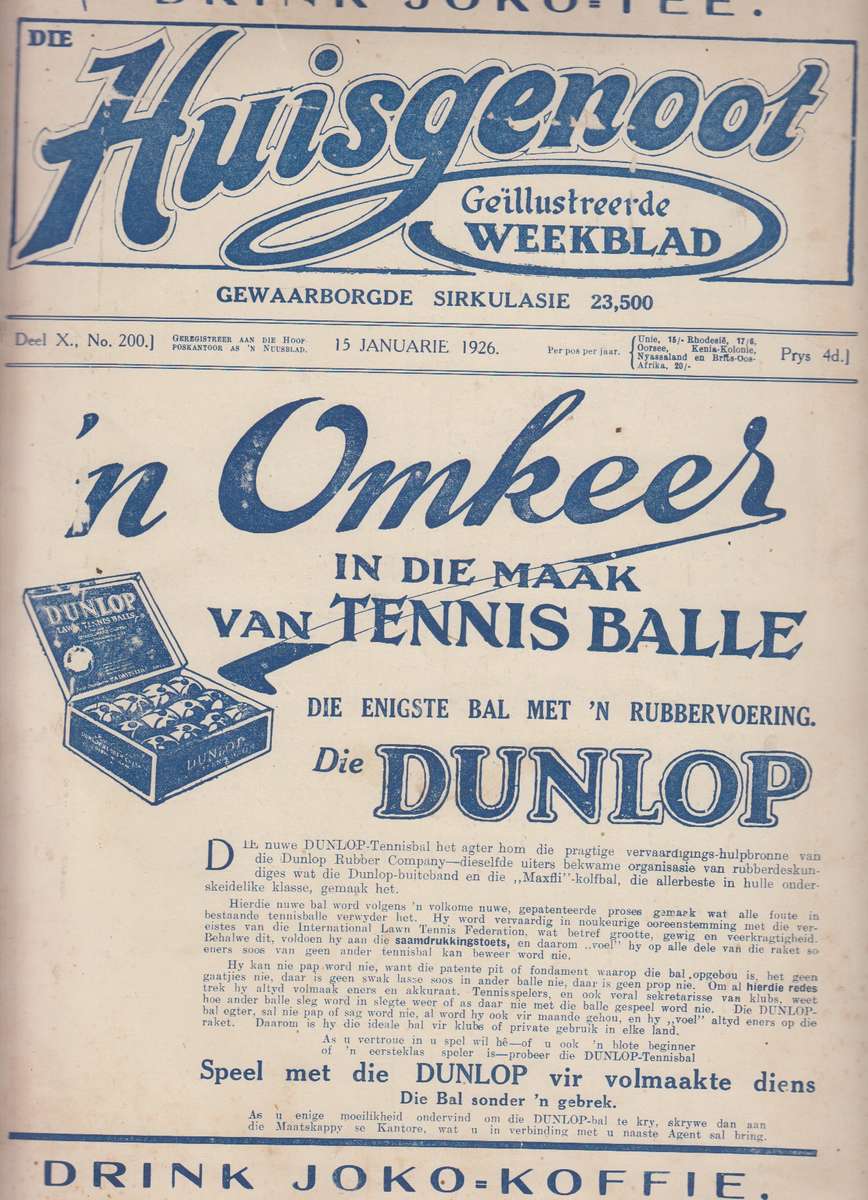 DRINK JOKO=TEE.
DIE
Huisgenoot
Geïllustreerde
WEEKBLAD
GEWAARBORGDE SIRKULASIE 23,500
Deel X., No. 200.]
GEREGISTREER AAN DIE HOOF-
POSKANTOOR AS 'N NUUSBLAD.
15 JANUARIE 1926.
Per pos per jaar.
Unie, 15/- Rhodesië, 17/6,
Oorsee, Kenia-Kolonie,
Nyassaland en Brits-Oos-
Afrika, 20/-
Prys 4d.]
'n Omkeer
IN DIE MAAK
VAN TENNIS BALLE
DUNLOP
LAWN TENNIS BALLS
DUNLOP
DIE ENIGSTE BAL MET 'N RUBBERVOERING.
Die DUNLOP
DIE nuwe DUNLOP-Tennisbal het agter hom die pragtige vervaardigings-hulpbronne van
die Dunlop Rubber Company—dieselfde uiters bekwame organisasie van rubberdeskun-
diges wat die Dunlop-buiteband en die „Maxfli"-kolfbal, die allerbeste in hulle onder-
skeidelike klasse, gemaak het.
Hierdie nuwe bal word volgens 'n volkome nuwe, gepatenteerde proses gemaak wat alle foute in
bestaande tennisballe verwyder het. Hy word vervaardig in noukeurige ooreenstemming met die ver-
eistes van die International Lawn Tennis Federation, wat betref grootte, gewig en veerkragtigheid.
Behalwe dit, voldoen hy aan die saamdrukkingstoets, en daarom „voel" hy op alle dele van die raket so
eners soos van geen ander tennisbal kan beweer word nie.
Hy kan nie pap word nie, want die patente pit of fondament waarop die bal opgebou is, het geen
gaatjies nie, daar is geen swak lasse soos in ander balle nie, daar is geen prop nie. Om al hierdie redes
trek hy altyd volmaak eners en akkuraat. Tennisspelers, en ook veral sekretarisse van klubs, weet
hoe ander balle sleg word in slegte weer of as daar nie met die balle gespeel word nie. Die DUNLOP-
bal egter, sal nie pap of sag word nie, al word hy ook vir maande gehou, en hy „voel" altyd eners op die
raket. Daarom is hy die ideale bal vir klubs of private gebruik in elke land.
As u vertroue in u spel wil hê—of u ook 'n blote beginner
of 'n eersteklas speler is—probeer die DUNLOP-Tennisbal
Speel met die DUNLOP vir volmaakte diens
Die Bal sonder 'n gebrek.
As u enige moeilikheid ondervind om die DUNLOP-bal te kry, skrywe dan aan
die Maatskappy se Kantore, wat u in verbinding met u naaste Agent sal bring.
DRINK JOKO=KOFFIE.